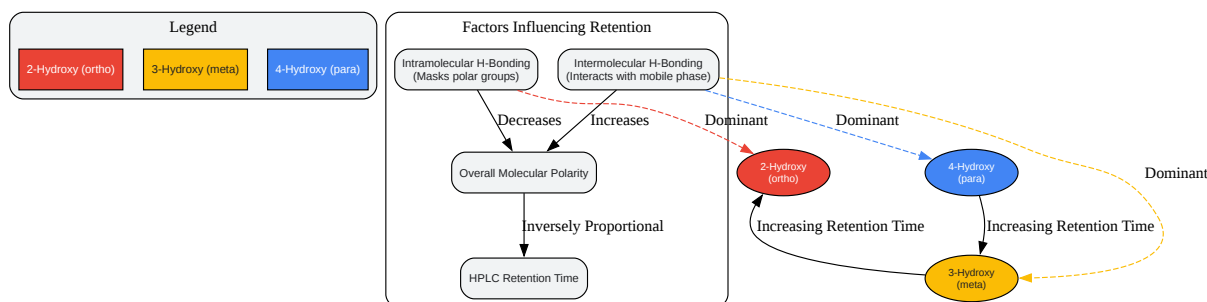 Legend
2-Hydroxy (ortho)
3-Hydroxy (meta)
4-Hydroxy (para)
Factors Influencing Retention
Intramolecular H-Bonding
(Masks polar groups)
Intermolecular H-Bonding
(Interacts with mobile phase)
Decreases
Increases
Dominant
Dominant
Dominant
Overall Molecular Polarity
2-Hydroxy
(ortho)
4-Hydroxy
(para)
Inversely Proportional
Increasing Retention Time
Increasing Retention Time
HPLC Retention Time
3-Hydroxy
(meta)